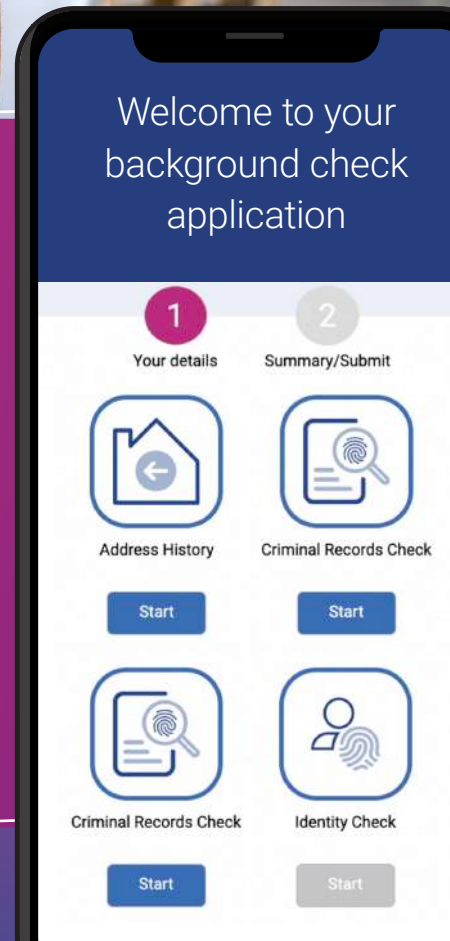 Welcome to your
background check
application
1
2
Your details
Summary/Submit
Address History
Criminal Records Check
Start
Start
Criminal Records Check
Identity Check
Start
Start